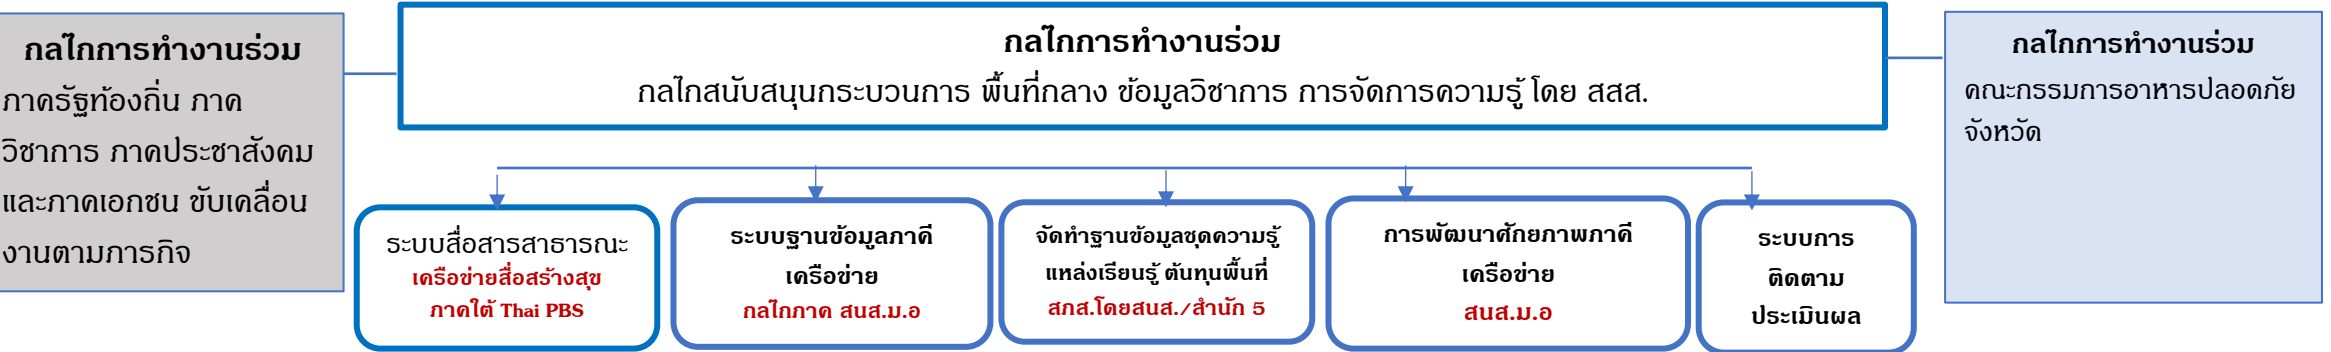 กลไกการทำงานร่วม
ภาครัฐท้องถิ่น ภาค
วิชาการ ภาคประชาสังคม
และภาคเอกชน ขับเคลื่อน
งานตามภารกิจ
กลไกการทำงานร่วม
กลไกสนับสนุนกระบวนการ พื้นที่กลาง ข้อมูลวิชาการ การจัดการความรู้ โดย สสส.
กลไกการทำงานร่วม
คณะกรรมการอาหารปลอดภัย
จังหวัด
ระบบสื่อสารสาธารณะ
เครือข่ายสื่อสร้างสุข
ภาคใต้ Thai PBS
ระบบฐานข้อมูลภาคี
เครือข่าย
กลไกภาค สนส.ม.อ
จัดทำฐานข้อมูลชุดความรู้
แหล่งเรียนรู้ ต้นทุนพื้นที่
สภส.โดยสนส./สำนัก 5
การพัฒนาศักยภาพภาคี
เครือข่าย
สนส.ม.อ
ระบบการ
ติดตาม
ประเมินผล